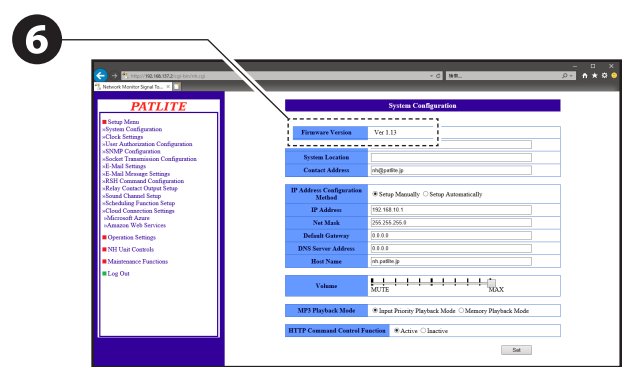 6
http://192.168.137.2/cgi-bin/nh.cgi
検索...
Network Monitor Signal To...
PATLITE
Setup Menu
»System Configuration
»Clock Settings
»User Authorization Configuration
»SNMP Configuration
»Socket Transmission Configuration
»E-Mail Settings
»E-Mail Message Settings
»RSH Command Configuration
»Relay Contact Output Setup
»Sound Channel Setup
»Scheduling Function Setup
»Cloud Connection Settings
»Microsoft Azure
»Amazon Web Services
Operation Settings
NH Unit Controls
Maintenance Functions
Log Out
System Configuration
Firmware Version Ver 1.13
System Location
Contact Address nh@patlite.jp
IP Address Configuration
Method Setup Manually Setup Automatically
IP Address 192.168.10.1
Net Mask 255.255.255.0
Default Gateway 0.0.0.0
DNS Server Address 0.0.0.0
Host Name nh.patlite.jp
Volume MUTE MAX
MP3 Playback Mode Input Priority Playback Mode Memory Playback Mode
HTTP Command Control Function Active Inactive
Set